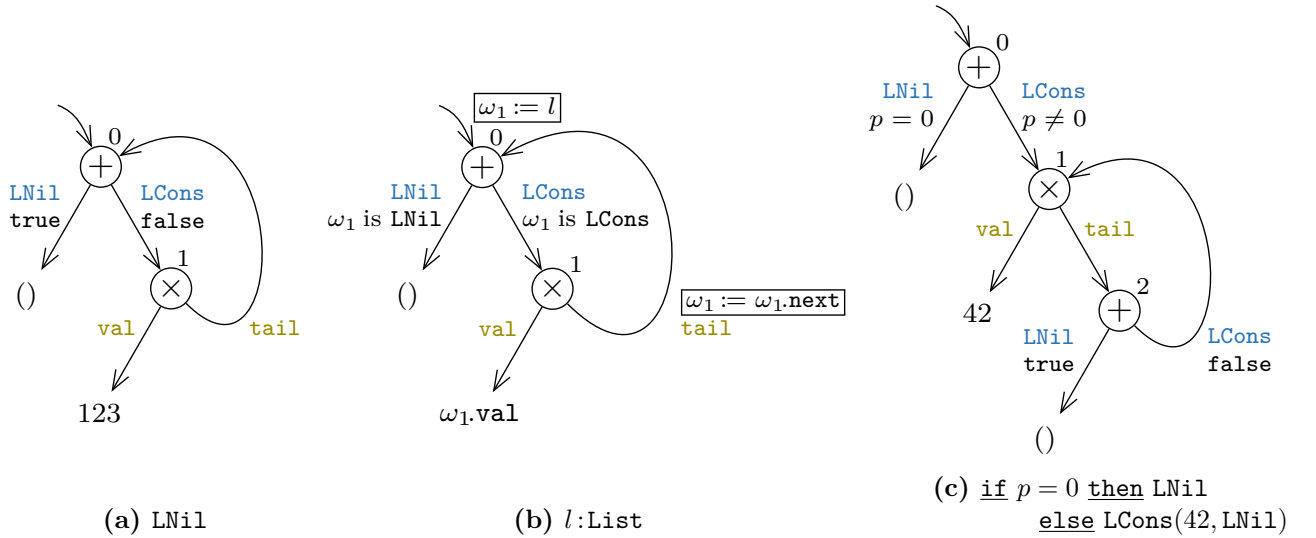 0
+
LNil LCons
true false
1
()
×
val tail
123
(a) LNil
ω1 := l
0
+
LNil LCons
ω1 is LNil ω1 is LCons
1
()
×
ω1 := ω1.next
val tail
ω1.val
(b) l:List
0
+
LNil LCons
p = 0 p ≠ 0
1
()
×
val tail
2
42
+
LNil LCons
true false
()
(c) if p = 0 then LNil
else LCons(42, LNil)